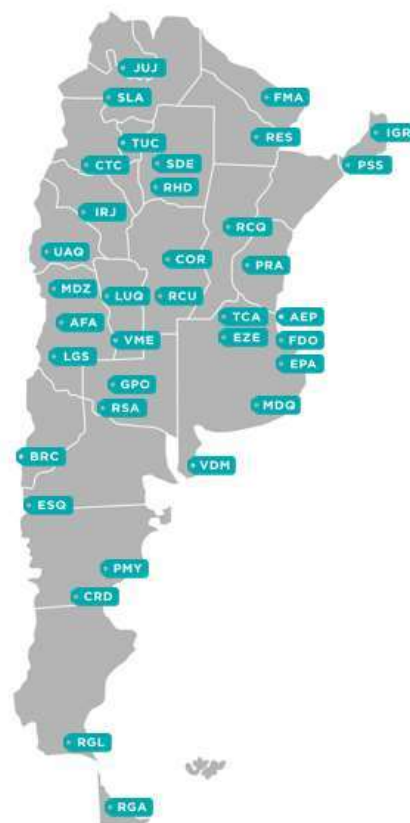 JUJ
SLA
FMA
IGR
TUC
RES
CTC
SDE
PSS
RHD
IRJ
RCQ
UAQ
COR
PRA
MDZ
LUQ
RCU
TCA
AEP
AFA
VME
EZE
FDO
LGS
EPA
GPO
RSA
MDQ
BRC
VDM
ESQ
PMY
CRD
RGL
RGA